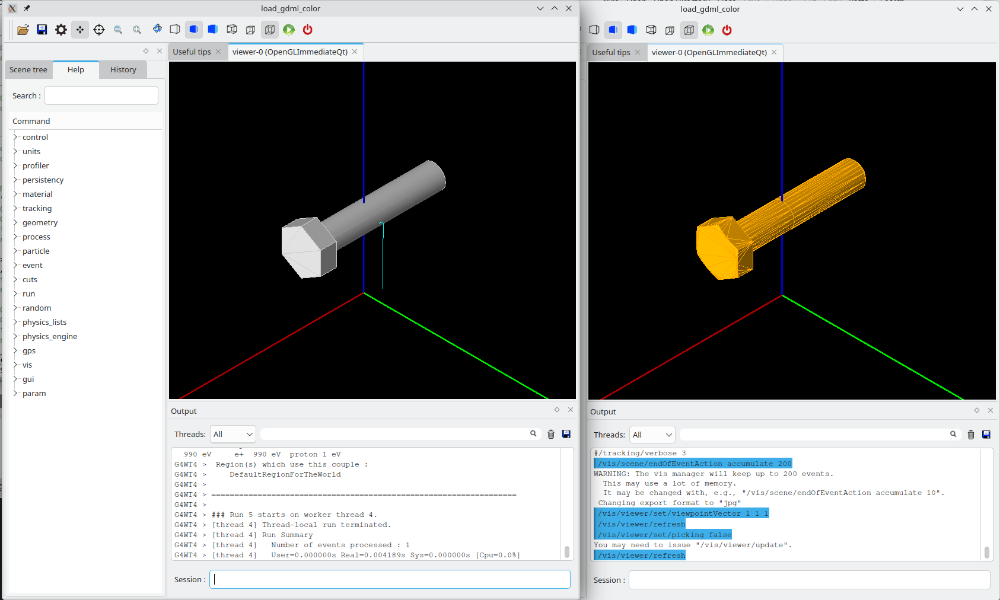 load_gdml_color
Useful tips
viewer-0 (OpenGLImmediateQt)
Scene tree
Help
History
Search :
Command
control
units
profiler
persistency
material
tracking
geometry
process
particle
event
cuts
run
random
physics_lists
physics_engine
gps
vis
gui
param
Output
Threads:
All
990 eV     e+  990 eV  proton 1 eV
G4WT4 >  Region(s) which use this couple :
G4WT4 >     DefaultRegionForTheWorld
G4WT4 >
G4WT4 > ==================================================================
G4WT4 >
G4WT4 > ### Run 5 starts on worker thread 4.
G4WT4 > [thread 4] Thread-local run terminated.
G4WT4 > [thread 4] Run Summary
G4WT4 > [thread 4]   Number of events processed : 1
G4WT4 > [thread 4]   User=0.000000s Real=0.004189s Sys=0.000000s [Cpu=0.0%]
Session :
load_gdml_color
Useful tips
viewer-0 (OpenGLImmediateQt)
Output
Threads:
All
#/tracking/verbose 3
/vis/scene/endOfEventAction accumulate 200
WARNING: The vis manager will keep up to 200 events.
This may use a lot of memory.
It may be changed with, e.g., "/vis/scene/endOfEventAction accumulate 10".
Changing export format to "jpg"
/vis/viewer/set/viewpointVector 1 1 1
/vis/viewer/refresh
/vis/viewer/set/picking false
You may need to issue "/vis/viewer/update".
/vis/viewer/refresh
Session :